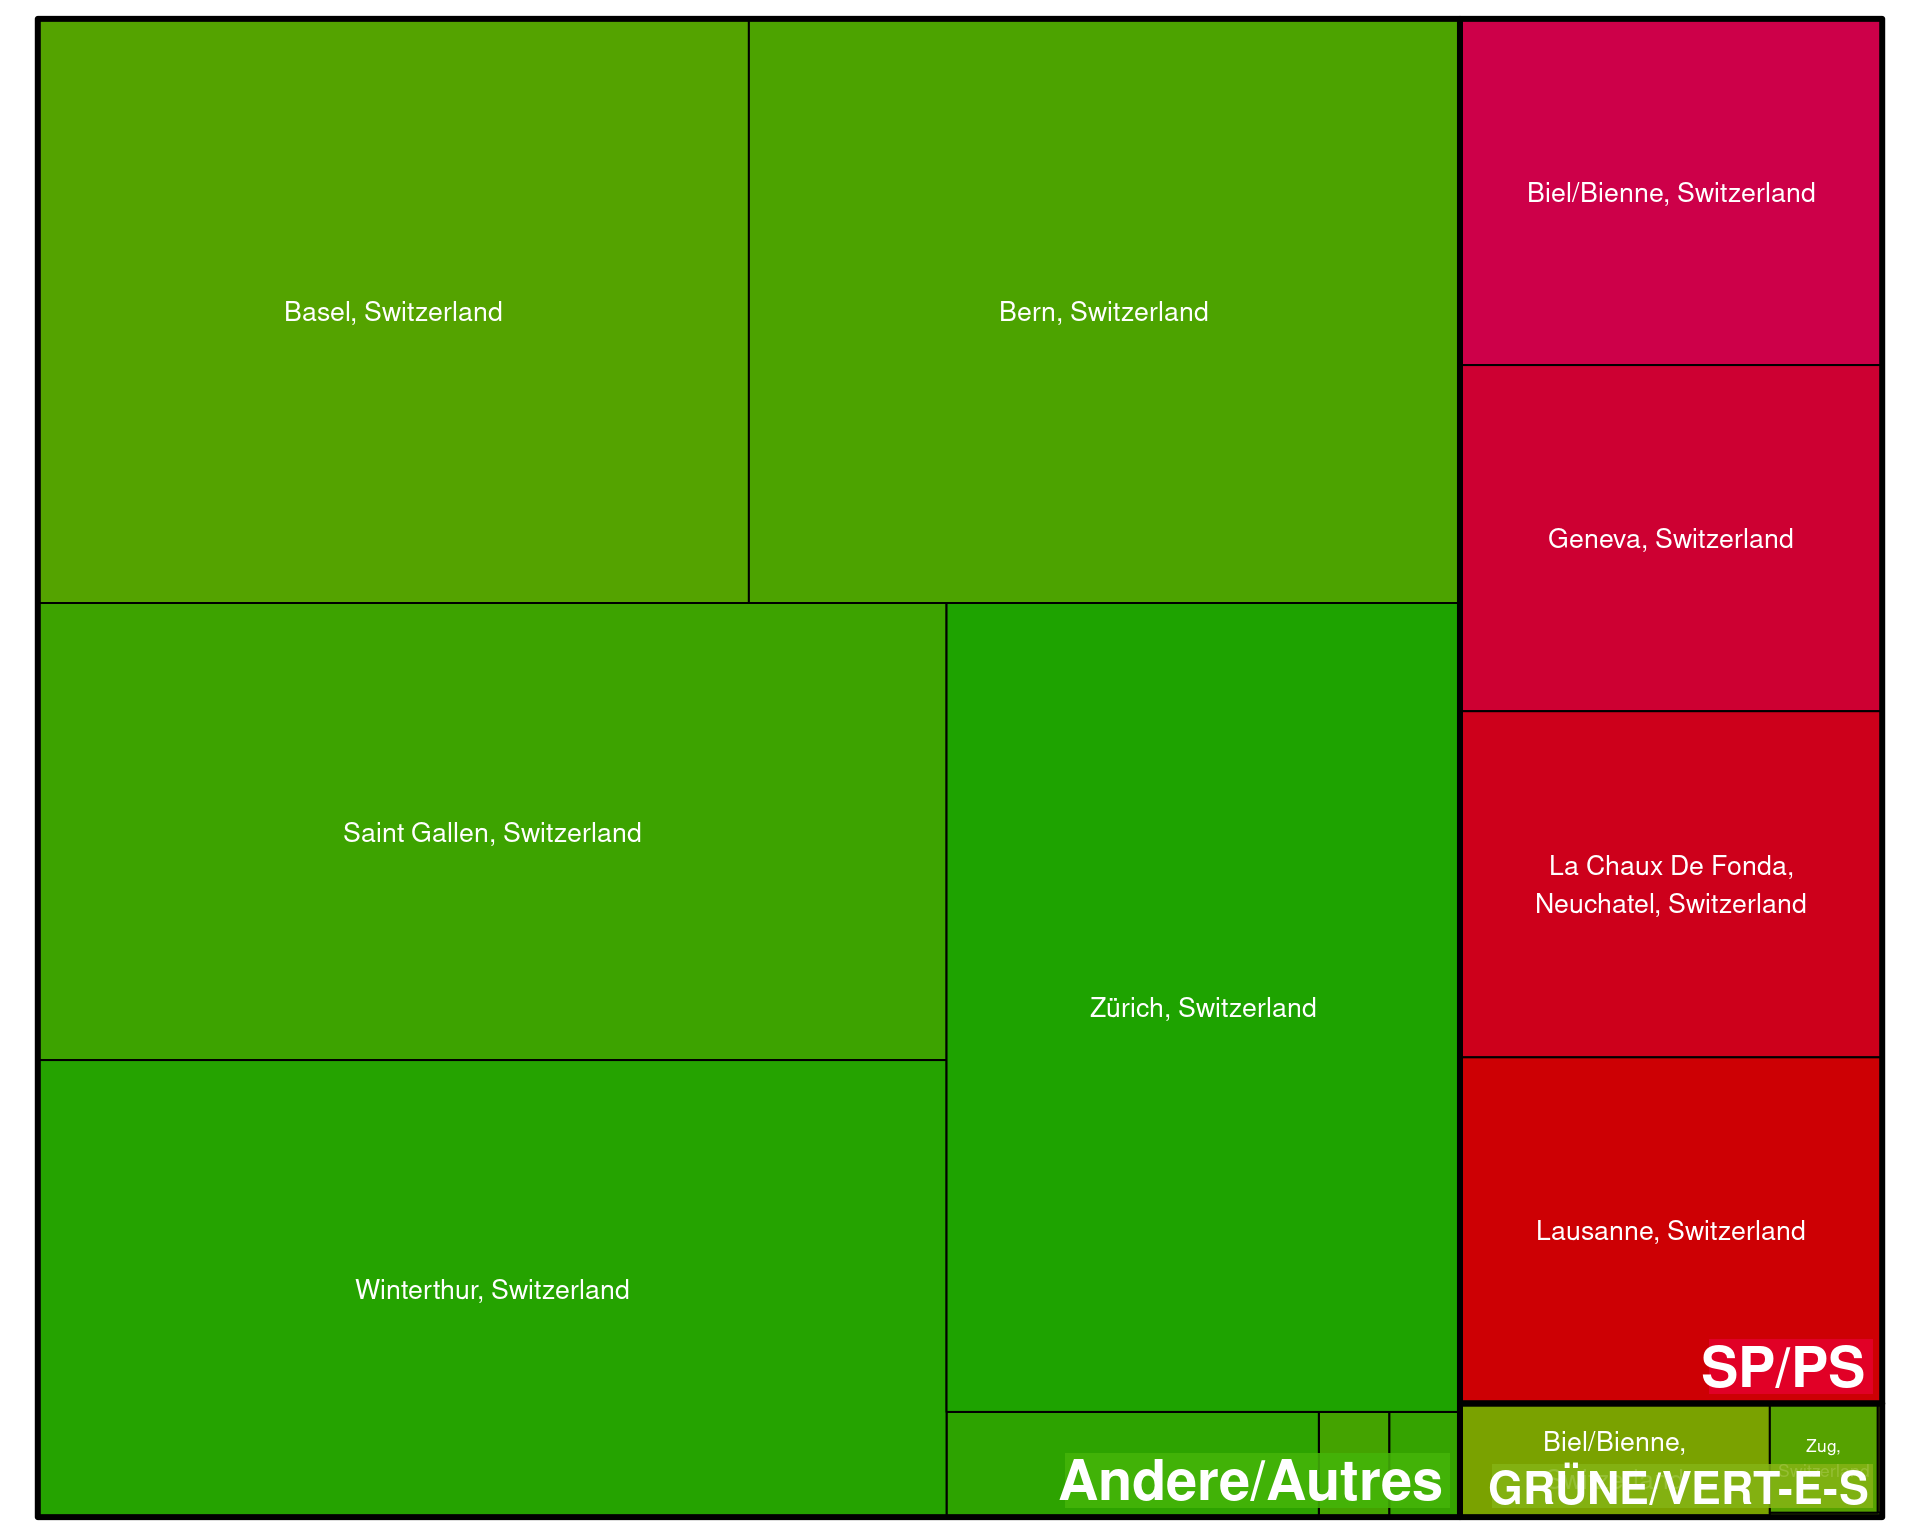 Basel, Switzerland
Bern, Switzerland
Saint Gallen, Switzerland
Zürich, Switzerland
Winterthur, Switzerland
Andere/Autres
Biel/Bienne, Switzerland
Geneva, Switzerland
La Chaux De Fonda,
Neuchatel, Switzerland
Lausanne, Switzerland
SP/PS
Biel/Bienne,
Zug,
GRÜNE/VERT-E-S